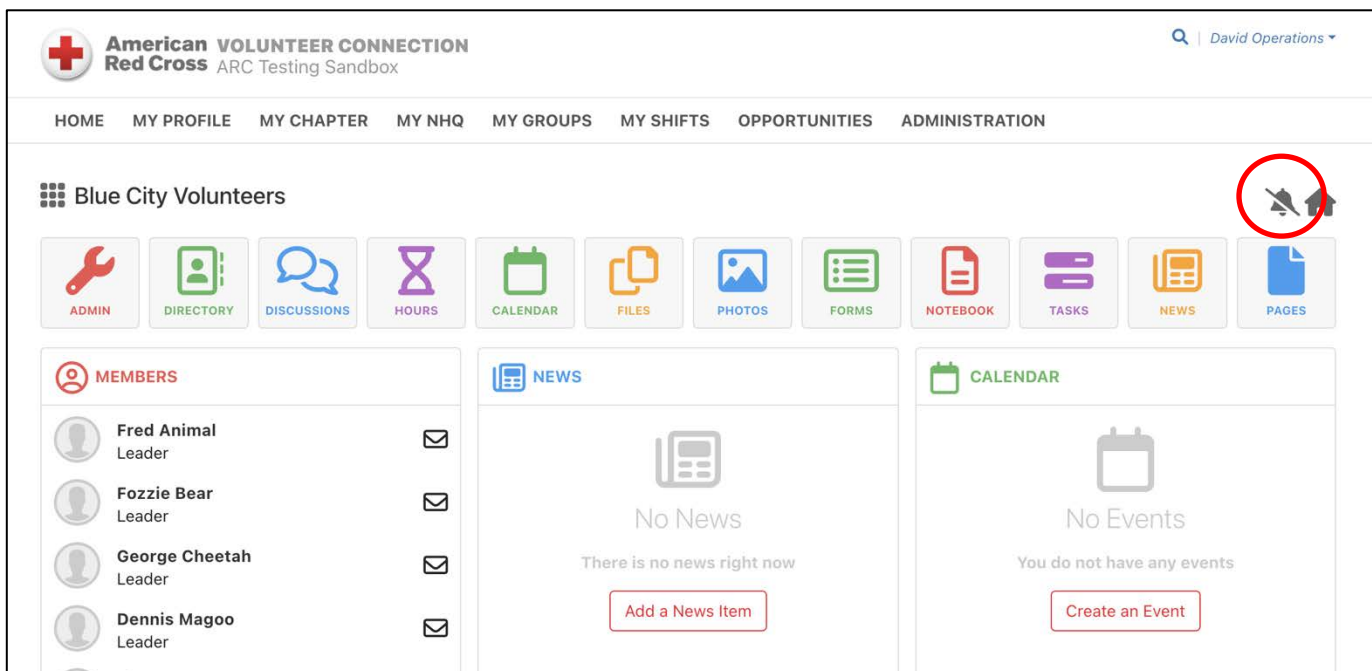 American VOLUNTEER CONNECTION
Red Cross ARC Testing Sandbox
David Operations
HOME MY PROFILE MY CHAPTER MY NHQ MY GROUPS MY SHIFTS OPPORTUNITIES ADMINISTRATION
Blue City Volunteers
ADMIN DIRECTORY DISCUSSIONS HOURS CALENDAR FILES PHOTOS FORMS NOTEBOOK TASKS NEWS PAGES
MEMBERS
Fred Animal
Leader
Fozzie Bear
Leader
George Cheetah
Leader
Dennis Magoo
Leader
NEWS
No News
There is no news right now
Add a News Item
CALENDAR
No Events
You do not have any events
Create an Event